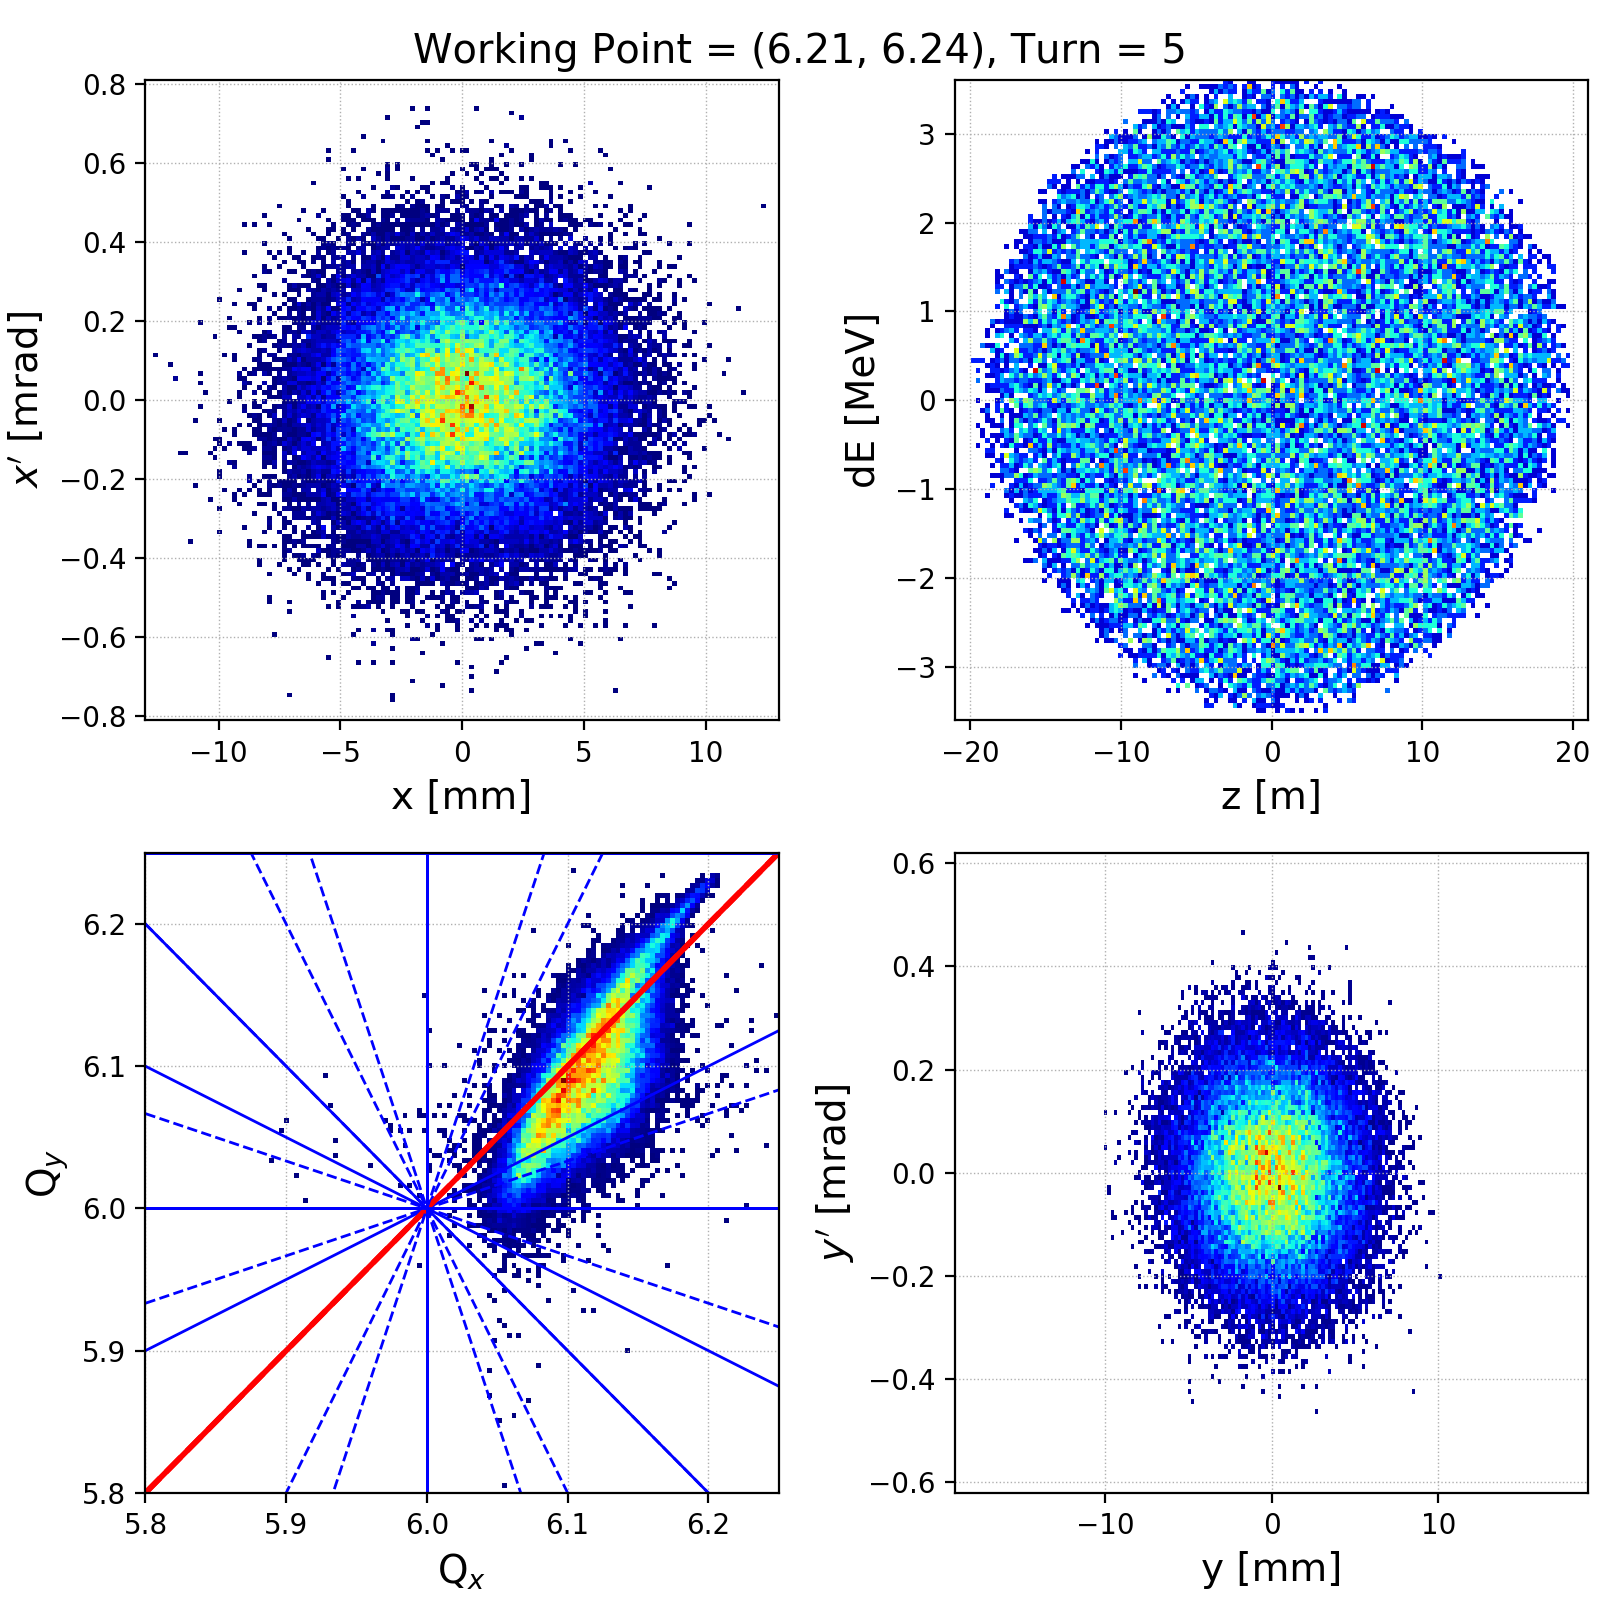 Working Point = (6.21, 6.24), Turn = 5
0.8
0.6
0.4
0.2
0.0
−0.2
−0.4
−0.6
−0.8
x′ [mrad]
−10 −5 0 5 10
x [mm]
3
2
1
0
−1
−2
−3
dE [MeV]
−20 −10 0 10 20
z [m]
6.2
6.1
6.0
5.9
5.8
Qy
5.8 5.9 6.0 6.1 6.2
Qx
0.6
0.4
0.2
0.0
−0.2
−0.4
−0.6
y′ [mrad]
−10 0 10
y [mm]